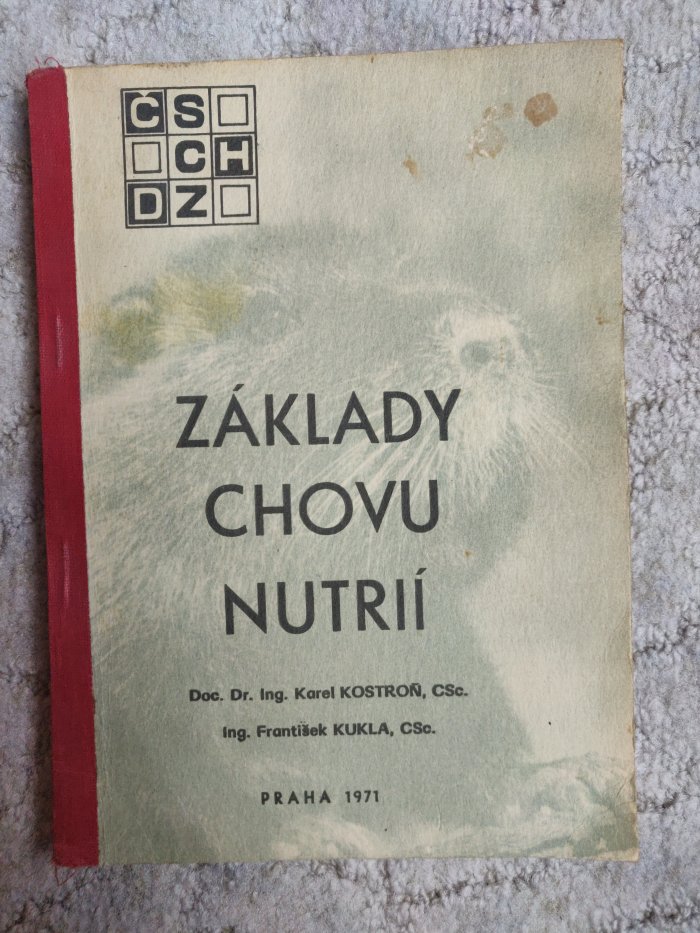 ČS
CH
DZ
ZÁKLADY
CHOVU
NUTRIÍ
Doc. Dr. Ing. Karel KOSTROŇ, CSc.
Ing. František KUKLA, CSc.
PRAHA 1971